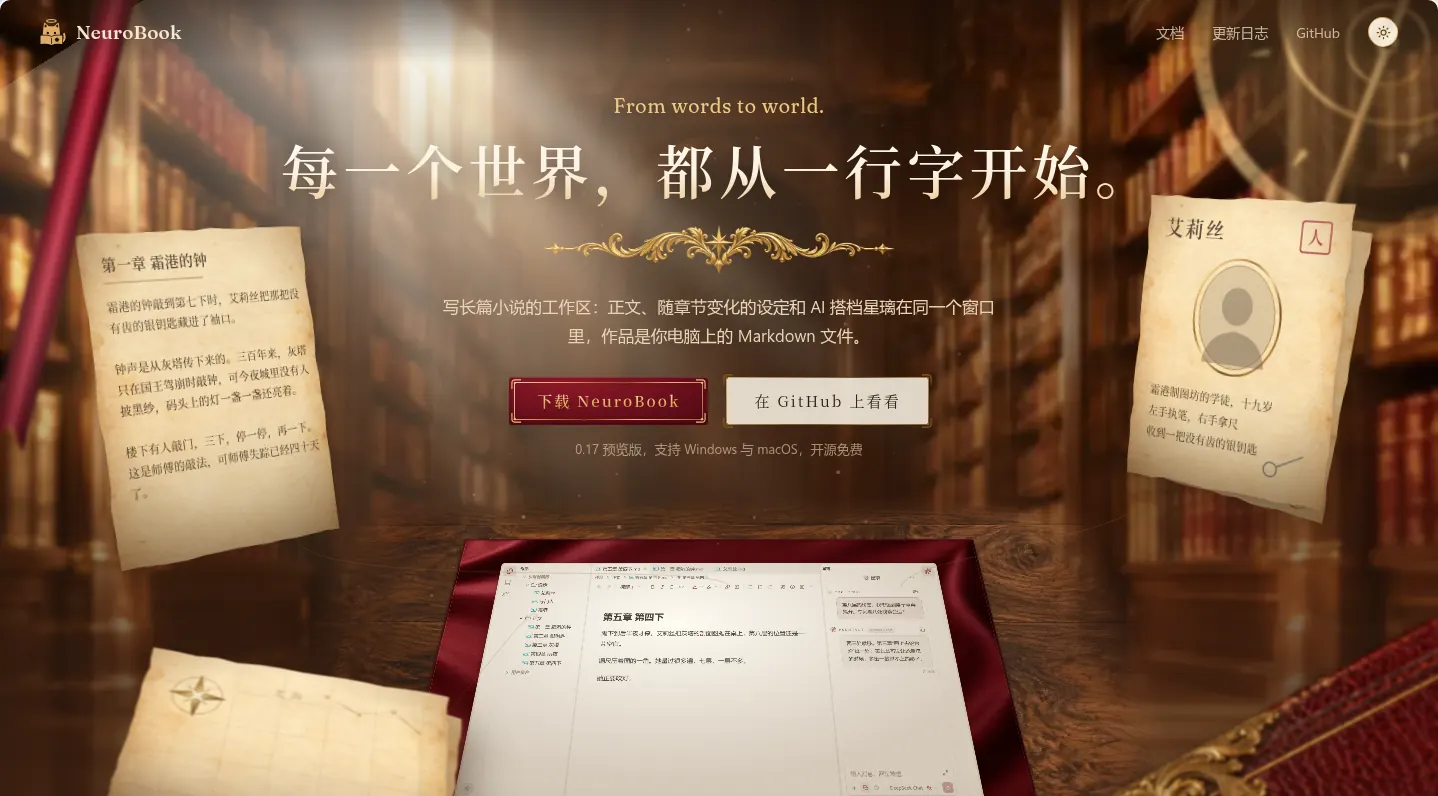 NeuroBook
文档
更新日志
GitHub
From words to world.
每一个世界，都从一行字开始。
写长篇小说的工作区：正文、随章节变化的设定和 AI 搭档星璃在同一个窗口
里，作品是你电脑上的 Markdown 文件。
下载 NeuroBook
在 GitHub 上看看
0.17 预览版，支持 Windows 与 macOS，开源免费
第一章 霜港的钟
霜港的钟敲到第七下时，艾莉丝把那把没
有齿的银钥匙藏进了袖口。
钟声是从灰塔传下来的。三百年来，灰塔
只在国王驾崩时敲钟，可今夜城里没有人
披黑纱，码头上的灯一盏一盏还亮着。
楼下有人敲门，三下，停一停，再一下。
这是师傅的敲法，可师傅失踪已经四十天
了。
艾莉丝
人
霜港制图坊的学徒，十九岁
左手执笔，右手拿尺
收到一把没有齿的银钥匙
第五章 第四下